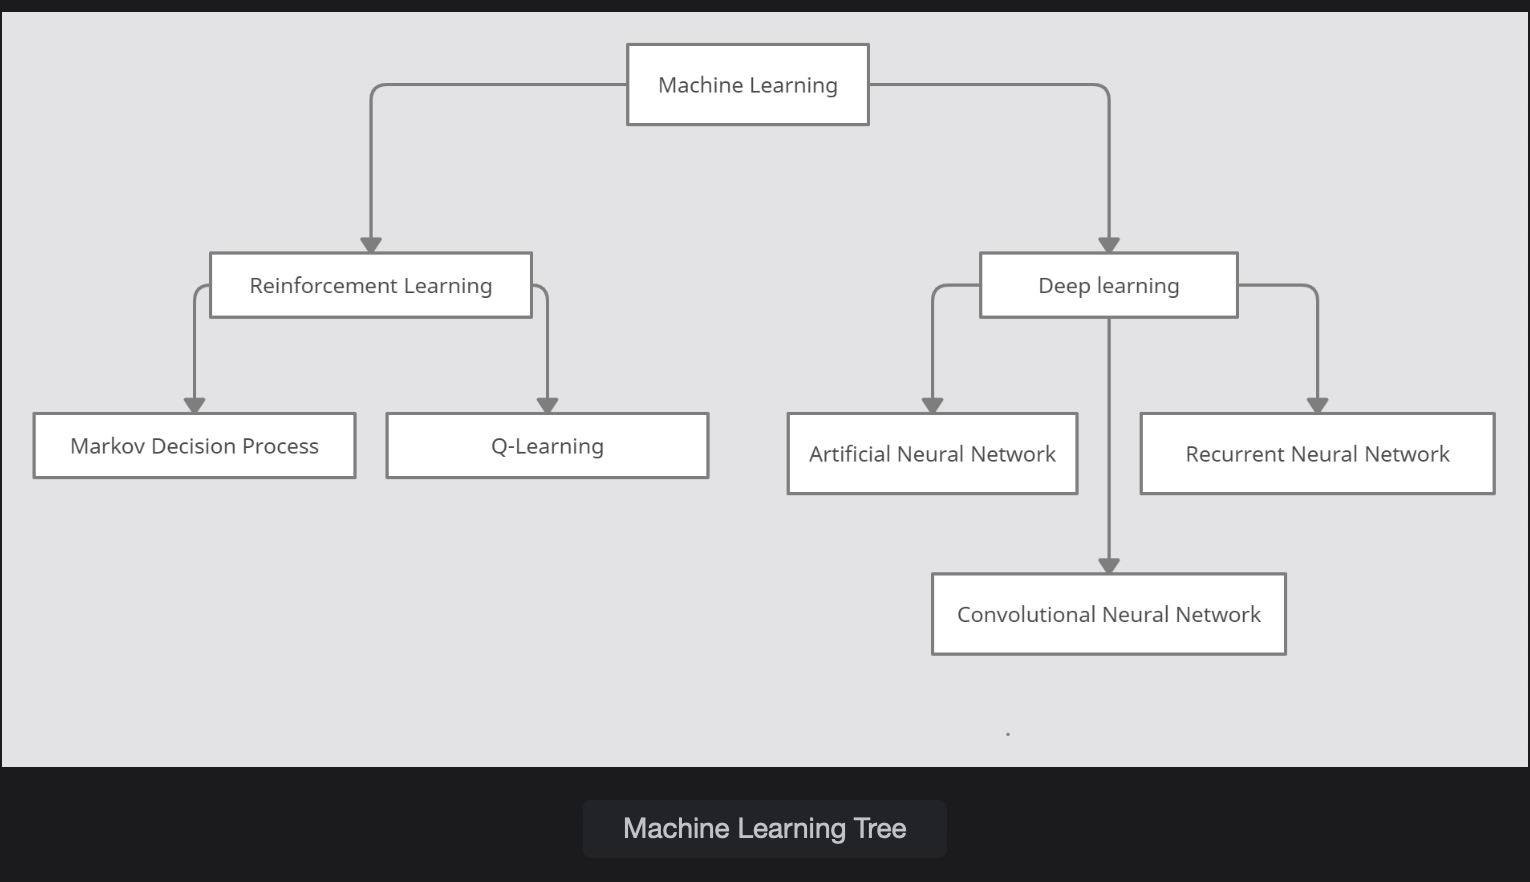 Machine Learning
Reinforcement Learning
Deep learning
Markov Decision Process
Q-Learning
Artificial Neural Network
Recurrent Neural Network
Convolutional Neural Network
Machine Learning Tree